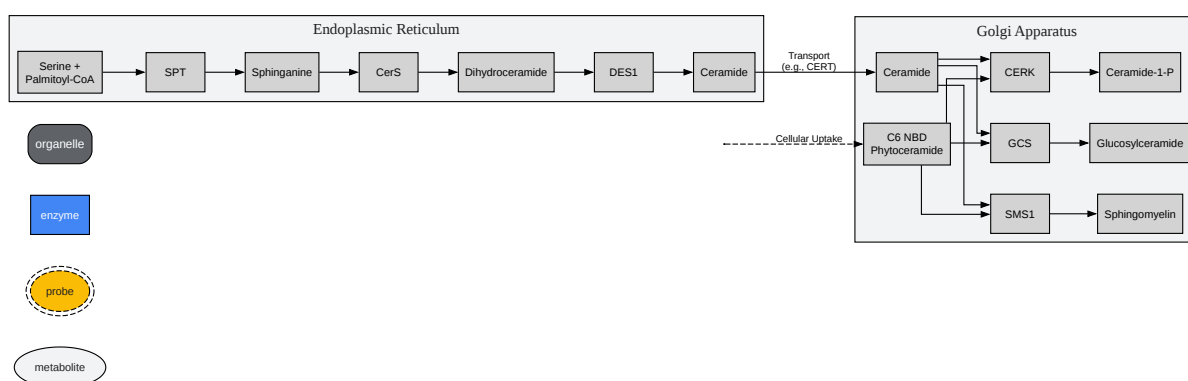 Endoplasmic Reticulum
Golgi Apparatus
Serine +
Palmitoyl-CoA
SPT
Sphinganine
CerS
Dihydroceramide
DES1
Ceramide
Transport
(e.g., CERT)
Ceramide
CERK
Ceramide-1-P
organelle
Cellular Uptake
C6 NBD
Phytoceramide
GCS
Glucosylceramide
enzyme
SMS1
Sphingomyelin
probe
metabolite